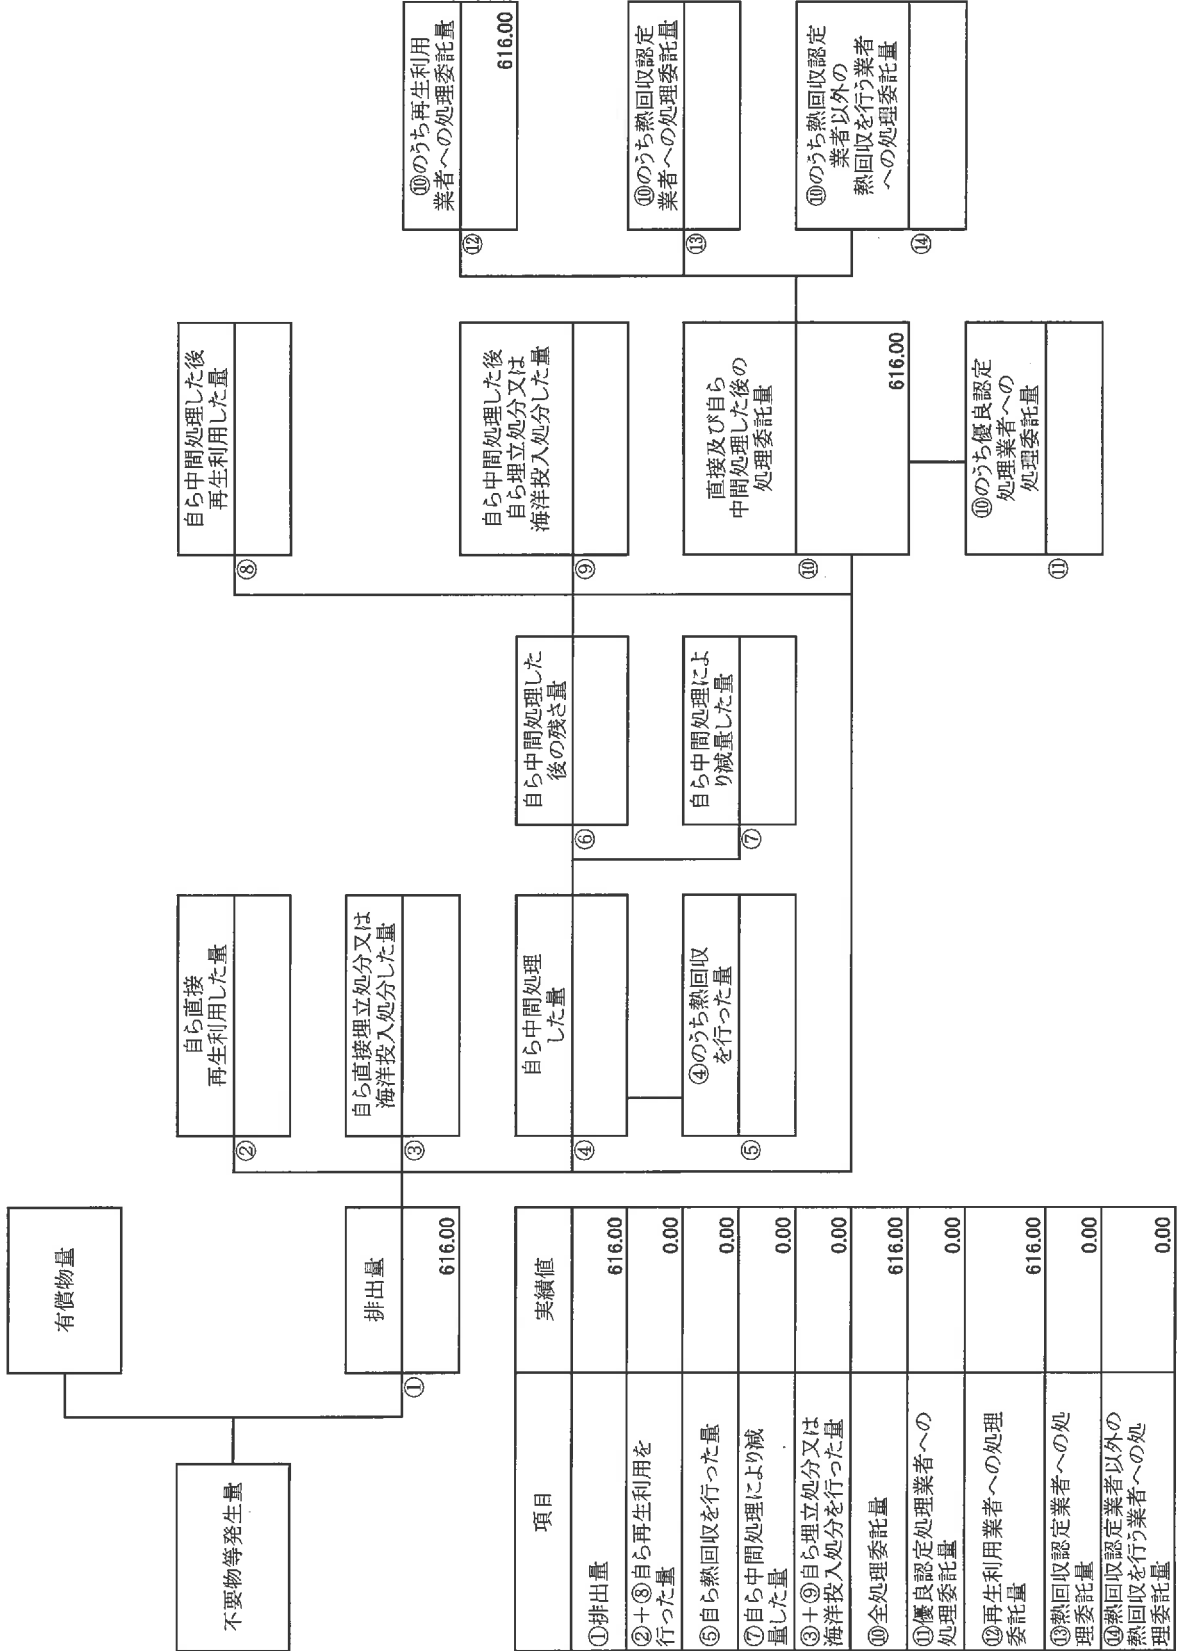 不要物等発生量
有償物量
排出量
①
616.00
②
自ら直接
再生利用した量
③
自ら直接埋立処分又は
海洋投入処分した量
④
自ら中間処理
した量
⑤
④のうち熱回収
を行った量
⑥
自ら中間処理した
後の残さ量
⑦
自ら中間処理によ
り減量した量
⑧
自ら中間処理した後
再生利用した量
⑨
自ら中間処理した後
自ら埋立処分又は
海洋投入処分した量
⑩
直接及び自ら
中間処理した後の
処理委託量
616.00
⑪
⑩のうち優良認定
処理業者への
処理委託量
⑫
⑩のうち再生利用
業者への処理委託量
616.00
⑬
⑩のうち熱回収認定
業者への処理委託量
⑭
⑩のうち熱回収認定
業者以外の
熱回収を行う業者
への処理委託量
項目 実績値
①排出量 616.00
②+⑧自ら再生利用を
行った量 0.00
⑤自ら熱回収を行った量 0.00
⑦自ら中間処理により減
量した量 0.00
③+⑨自ら埋立処分又は
海洋投入処分を行った量 0.00
⑩全処理委託量 616.00
⑪優良認定処理業者への
処理委託量 0.00
⑫再生利用業者への処理
委託量 616.00
⑬熱回収認定業者への処
理委託量 0.00
⑭熱回収認定業者以外の
熱回収を行う業者への処
理委託量 0.00